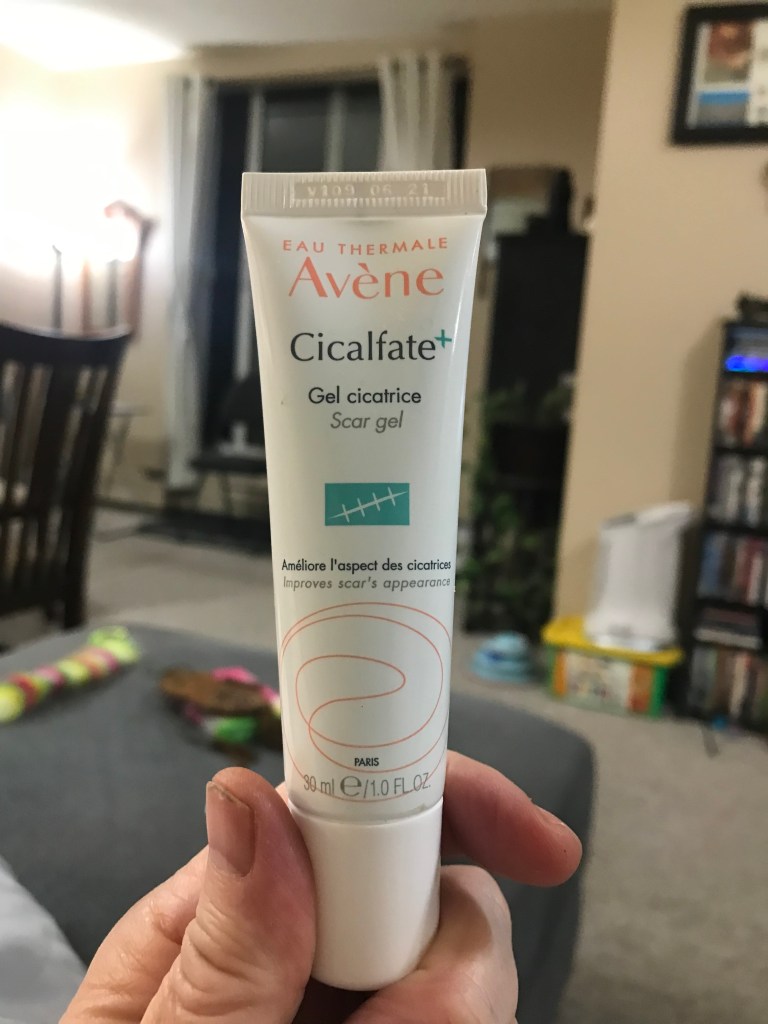 V109 06 21
EAU THERMALE
Avène
Cicalfate+
Gel cicatrice
Scar gel
Améliore l'aspect des cicatrices
Improves scar's appearance
PARIS
30 ml e/1.0 FL.OZ.